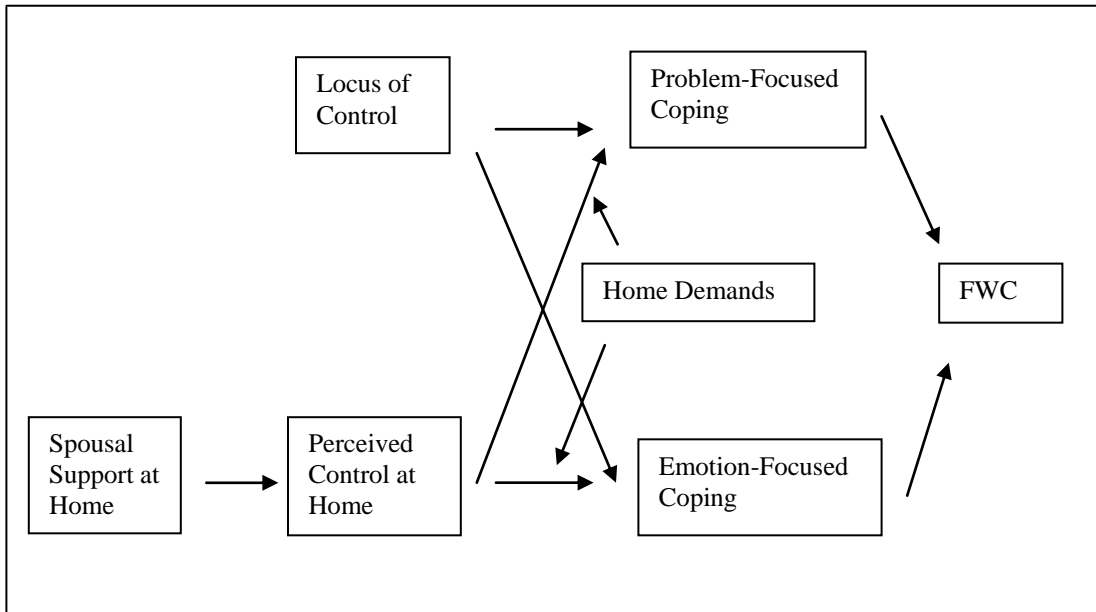 Locus of
Control
Problem-Focused
Coping
Home Demands
FWC
Spousal
Support at
Home
Perceived
Control at
Home
Emotion-Focused
Coping